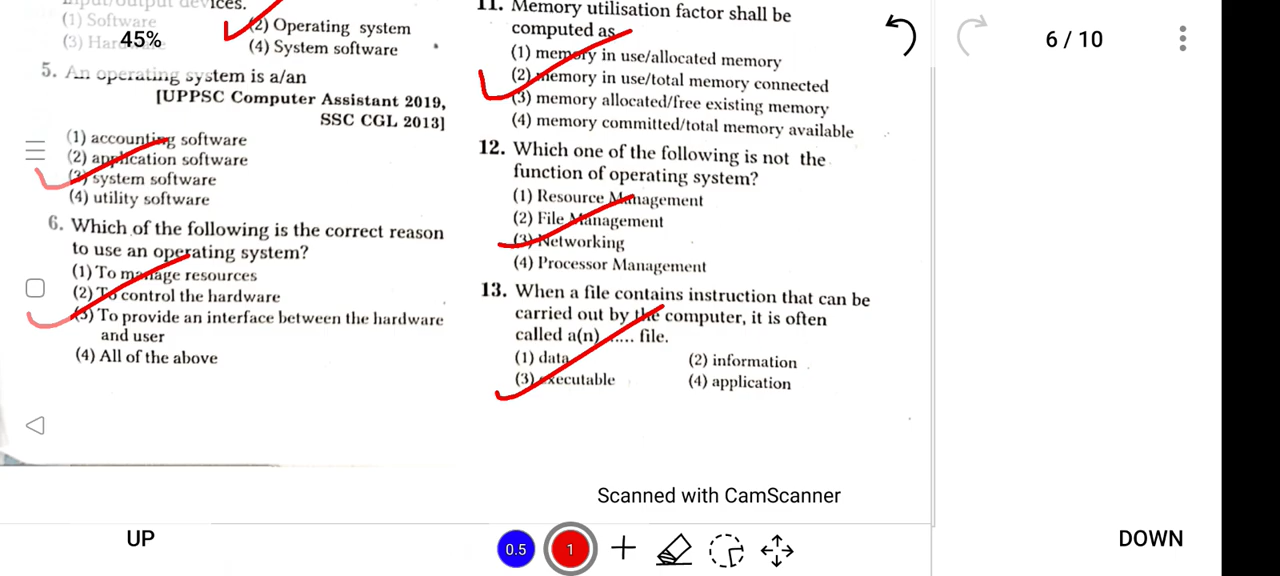 input/output devices.
(1) Software
(2) Operating system
(3) Hardware
(4) System software
45%
5. An operating system is a/an
[UPPSC Computer Assistant 2019,
SSC CGL 2013]
(1) accounting software
(2) application software
(3) system software
(4) utility software
6. Which of the following is the correct reason
to use an operating system?
(1) To manage resources
(2) To control the hardware
(3) To provide an interface between the hardware
and user
(4) All of the above
11. Memory utilisation factor shall be
computed as
(1) memory in use/allocated memory
(2) memory in use/total memory connected
(3) memory allocated/free existing memory
(4) memory committed/total memory available
12. Which one of the following is not the
function of operating system?
(1) Resource Management
(2) File Management
(3) Networking
(4) Processor Management
13. When a file contains instruction that can be
carried out by the computer, it is often
called a(n) ..... file.
(1) data
(2) information
(3) executable
(4) application
Scanned with CamScanner
6 / 10
UP
0.5
1
DOWN